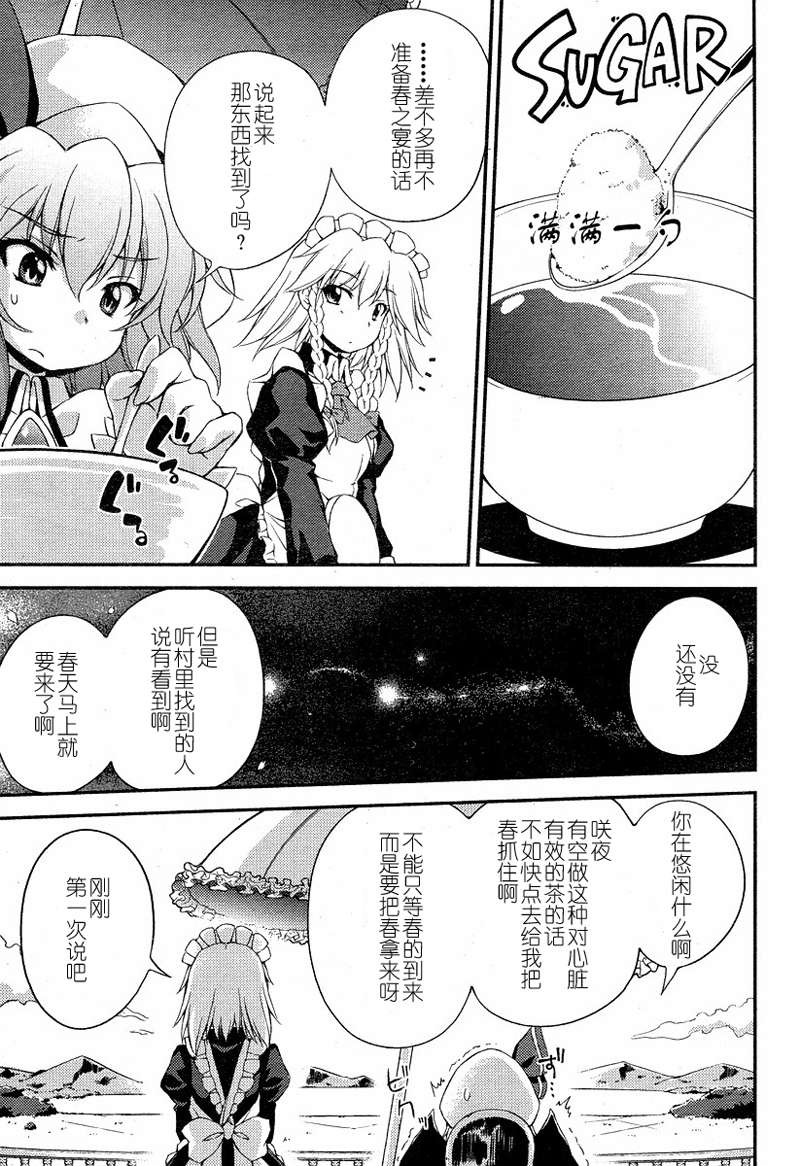 SUGAR
满满一勺
……差不多再不
准备春之宴的话
说起来
那东西找到了吗？
ぐる
ぐる
没
还没有
但是
听村里找到的人
说有看到啊
春天马上就
要来了啊
你在悠闲什么啊
咲夜
有空做这种对心脏
有效的茶的话
不如快点去给我把
春抓住啊
不能只等春的到来
而是要把春拿来呀
刚刚
第一次说吧